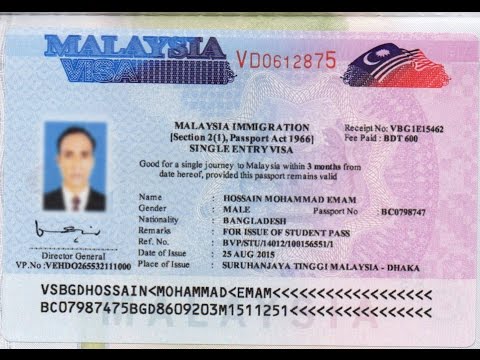 MALAYSIA
VISA
VD0612875
MALAYSIA IMMIGRATION
[Section 2(1), Passport Act 1966]
SINGLE ENTRY VISA
Receipt No: VBG1E15462
Fee Paid : BDT 600
Good for a single journey to Malaysia within 3 months from
date hereof, provided this passport remains valid
Name : HOSSAIN MOHAMMAD EMAM
Gender : MALE Passport No : BC0798747
Nationality : BANGLADESH
Remarks : FOR ISSUE OF STUDENT PASS
Ref. No. : BVP/STU/14012/100156551/1
Date of Issue : 25 AUG 2015
Place of Issue : SURUHANJAYA TINGGI MALAYSIA - DHAKA
Director General
VP.No :VEHDO265532111000
VSBGDHOSSAIN<MOHAMMAD<EMAM<<<<<<<<<<<<<<<<<<
BC07987475BGD8609203M1511251<<<<<<<<<<<<<<<<